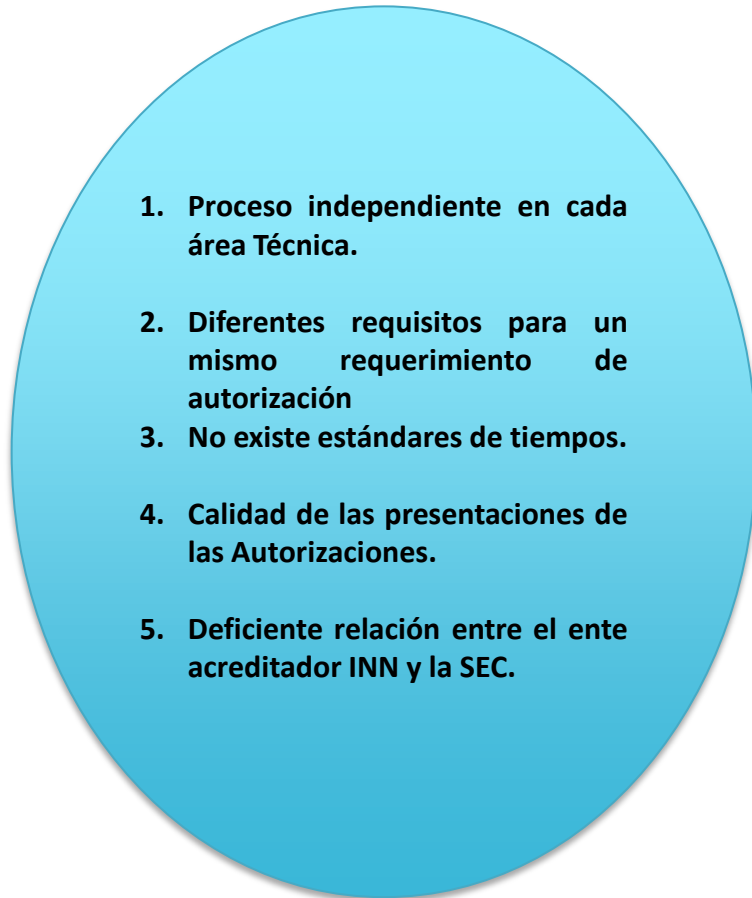 1. Proceso independiente en cada
área Técnica.
2. Diferentes requisitos para un
mismo requerimiento de
autorización
3. No existe estándares de tiempos.
4. Calidad de las presentaciones de
las Autorizaciones.
5. Deficiente relación entre el ente
acreditador INN y la SEC.